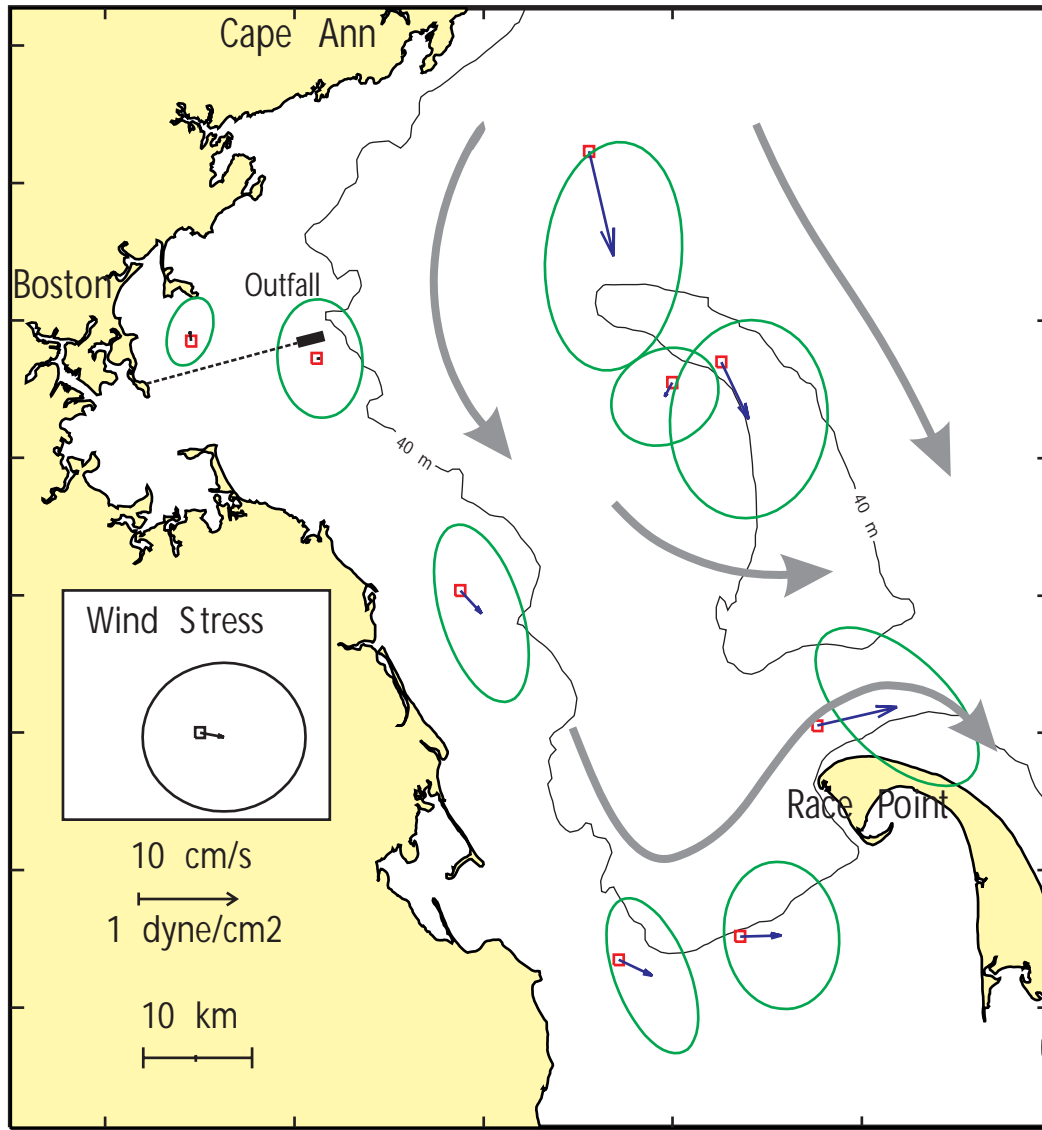 Cape Ann
Boston
Outfall
40 m
40 m
Wind Stress
Race Point
10 cm/s
1 dyne/cm2
10 km